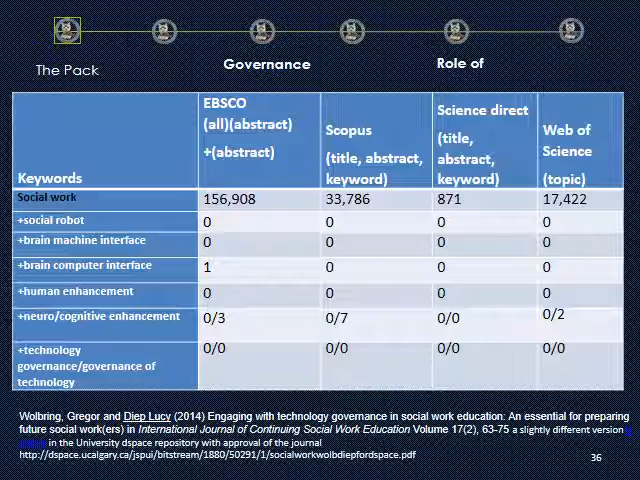 The Pack
Governance
Role of
Keywords
EBSCO
(all)(abstract)
+(abstract)
Scopus
(title, abstract,
keyword)
Science direct
(title,
abstract,
keyword)
Web of
Science
(topic)
Social work 156,908 33,786 871 17,422
+social robot 0 0 0 0
+brain machine interface 0 0 0 0
+brain computer interface 1 0 0 0
+human enhancement 0 0 0 0
+neuro/cognitive enhancement 0/3 0/7 0/0 0/2
+technology 0/0 0/0 0/0 0/0
governance/governance of
technology
Wolbring, Gregor and Diep Lucy (2014) Engaging with technology governance in social work education: An essential for preparing
future social work(ers) in International Journal of Continuing Social Work Education Volume 17(2), 63-75 a slightly different version
in the University dspace repository with approval of the journal
http://dspace.ucalgary.ca/jspui/bitstream/1880/50291/1/socialworkwolbdiepfordspace.pdf
36